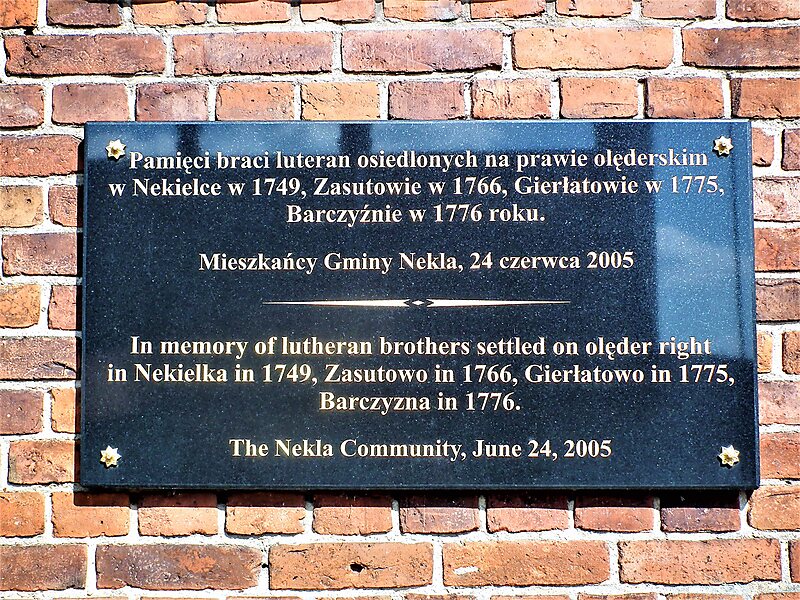 Pamięci braci luteran osiedlonych na prawie olęderskim
w Nekielce w 1749, Zasutowie w 1766, Gierłatowie w 1775,
Barczyźnie w 1776 roku.
Mieszkańcy Gminy Nekla, 24 czerwca 2005
In memory of lutheran brothers settled on olęder right
in Nekielka in 1749, Zasutowo in 1766, Gierłatowo in 1775,
Barczyzna in 1776.
The Nekla Community, June 24, 2005